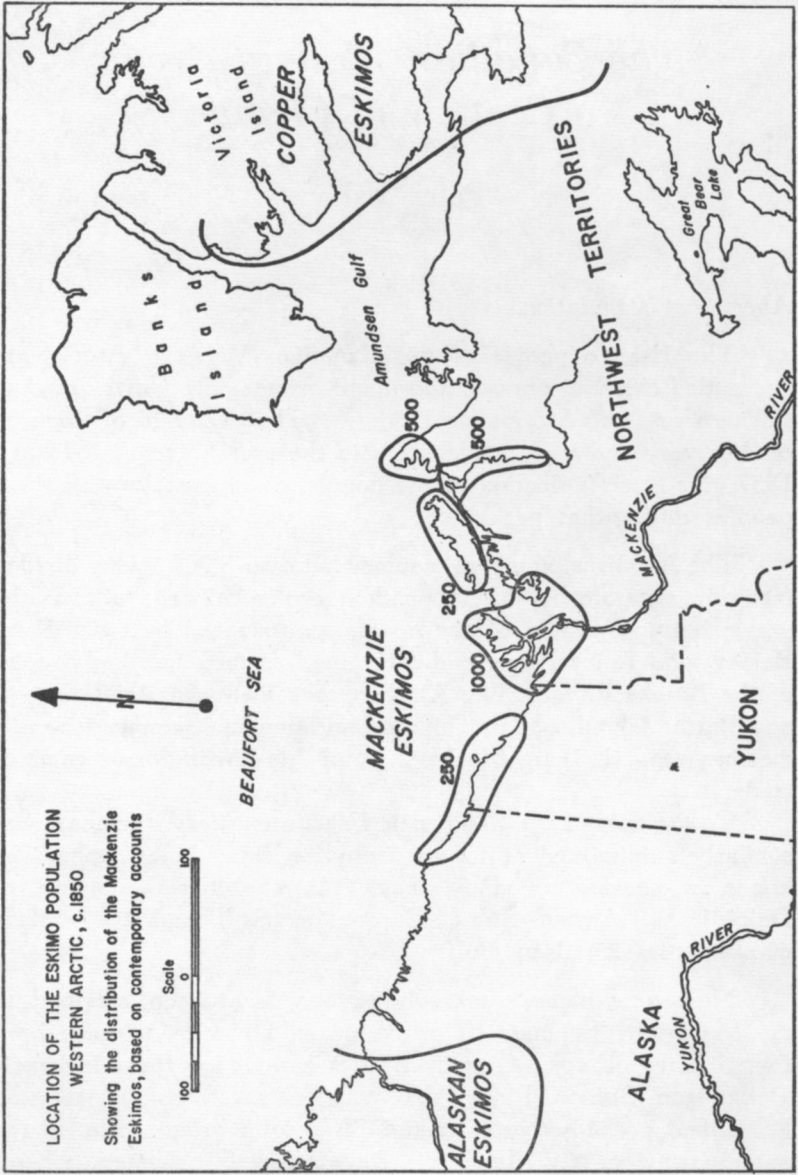 LOCATION OF THE ESKIMO POPULATION
WESTERN ARCTIC, c.1850
Showing the distribution of the Mackenzie
Eskimos, based on contemporary accounts
Scale
100 0 100
N
BEAUFORT SEA
Banks
Island
Victoria
Island
COPPER
ESKIMOS
Amundsen Gulf
MACKENZIE
ESKIMOS
250
1000
250
500
500
NORTHWEST TERRITORIES
Great
Bear
Lake
MACKENZIE RIVER
ALASKAN
ESKIMOS
ALASKA
YUKON RIVER
YUKON